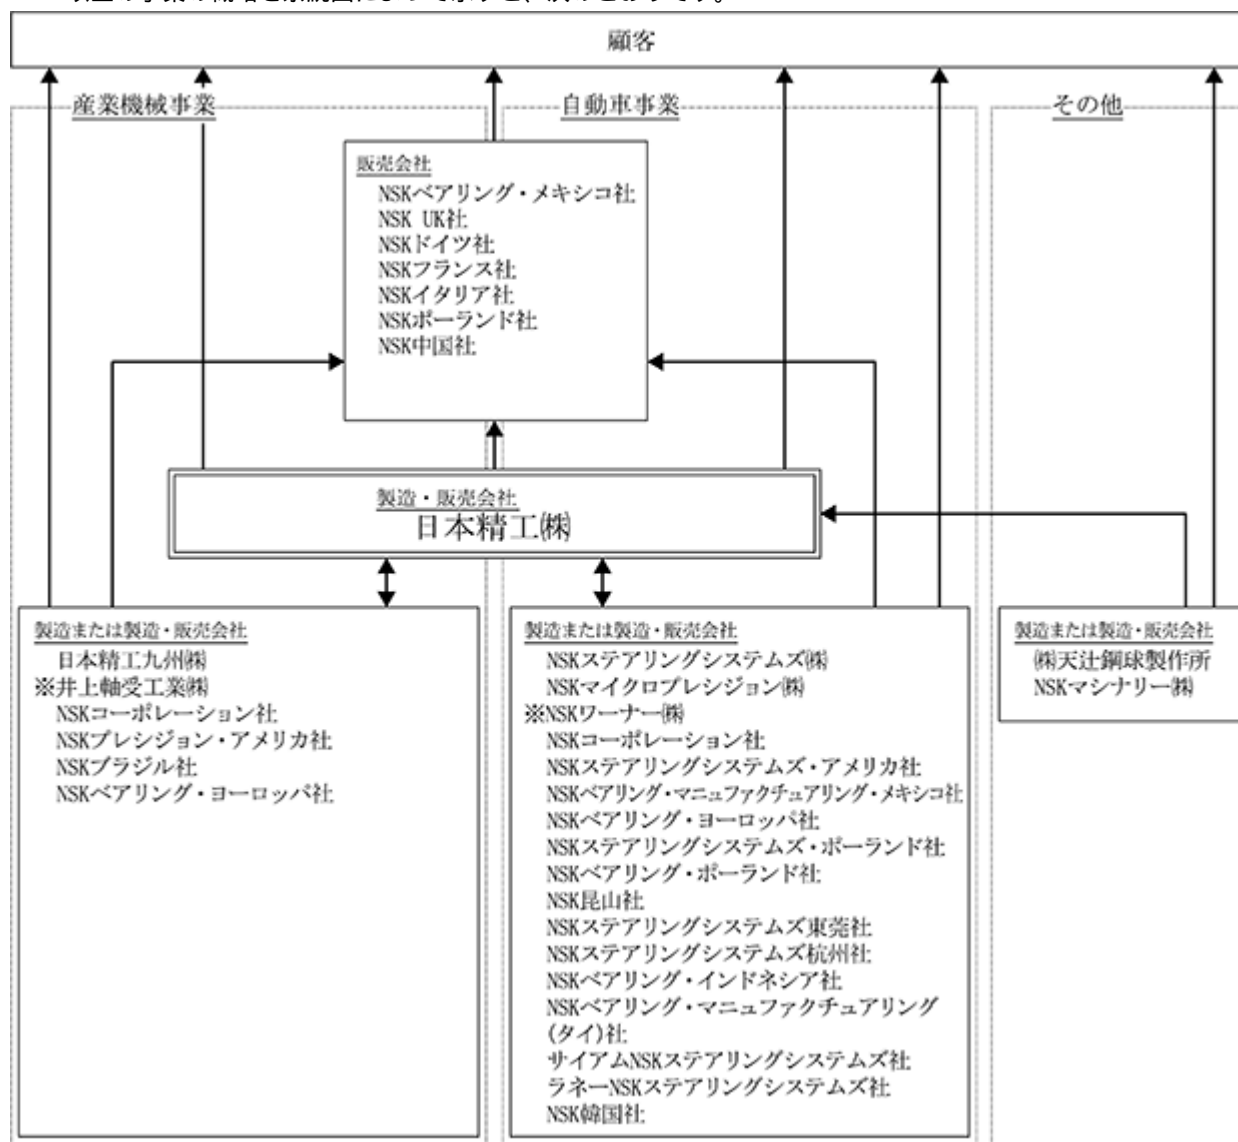 顧客
産業機械事業
自動車事業
その他
販売会社
NSKベアリング・メキシコ社
NSK UK社
NSKドイツ社
NSKフランス社
NSKイタリア社
NSKポーランド社
NSK中国社
製造・販売会社
日本精工㈱
製造または製造・販売会社
日本精工九州㈱
※井上軸受工業㈱
NSKコーポレーション社
NSKプレシジョン・アメリカ社
NSKブラジル社
NSKベアリング・ヨーロッパ社
製造または製造・販売会社
NSKステアリングシステムズ㈱
NSKマイクロプレシジョン㈱
※NSKワーナー㈱
NSKコーポレーション社
NSKステアリングシステムズ・アメリカ社
NSKベアリング・マニュファクチュアリング・メキシコ社
NSKベアリング・ヨーロッパ社
NSKステアリングシステムズ・ポーランド社
NSKベアリング・ポーランド社
NSK昆山社
NSKステアリングシステムズ東莞社
NSKステアリングシステムズ杭州社
NSKベアリング・インドネシア社
NSKベアリング・マニュファクチュアリング
(タイ)社
サイアムNSKステアリングシステムズ社
ラネーNSKステアリングシステムズ社
NSK韓国社
製造または製造・販売会社
㈱天辻鋼球製作所
NSKマシナリー㈱